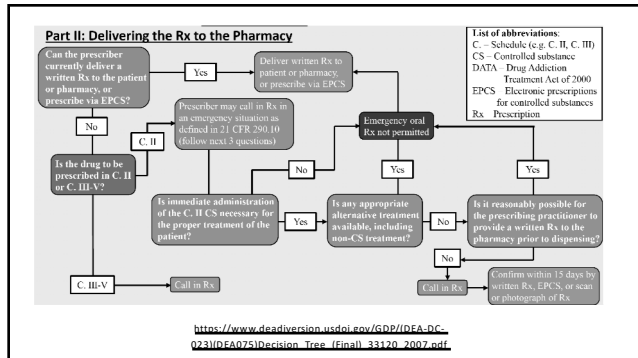 Part II: Delivering the Rx to the Pharmacy
List of abbreviations:
C. – Schedule (e.g. C. II, C. III)
CS – Controlled substance
DATA – Drug Addiction
Treatment Act of 2000
EPCS – Electronic prescriptions
for controlled substances
Rx – Prescription
Can the prescriber
currently deliver a
written Rx to the patient
or pharmacy, or
prescribe via EPCS?
Yes
Deliver written Rx to
patient or pharmacy,
or prescribe via EPCS
No
C. II
Prescriber may call in Rx in
an emergency situation as
defined in 21 CFR 290.10
(follow next 3 questions)
Emergency oral
Rx not permitted
Is the drug to be
prescribed in C. II
or C. III-V?
No
Yes
Yes
Is immediate administration
of the C. II CS necessary for
the proper treatment of the
patient?
Yes
Is any appropriate
alternative treatment
available, including
non-CS treatment?
No
Is it reasonably possible for
the prescribing practitioner to
provide a written Rx to the
pharmacy prior to dispensing?
No
C. III-V
Call in Rx
Call in Rx
Confirm within 15 days by
written Rx, EPCS, or scan
or photograph of Rx
https://www.deadiversion.usdoj.gov/GDP/(DEA-DC-
023)(DEA075)Decision_Tree_(Final)_33120_2007.pdf